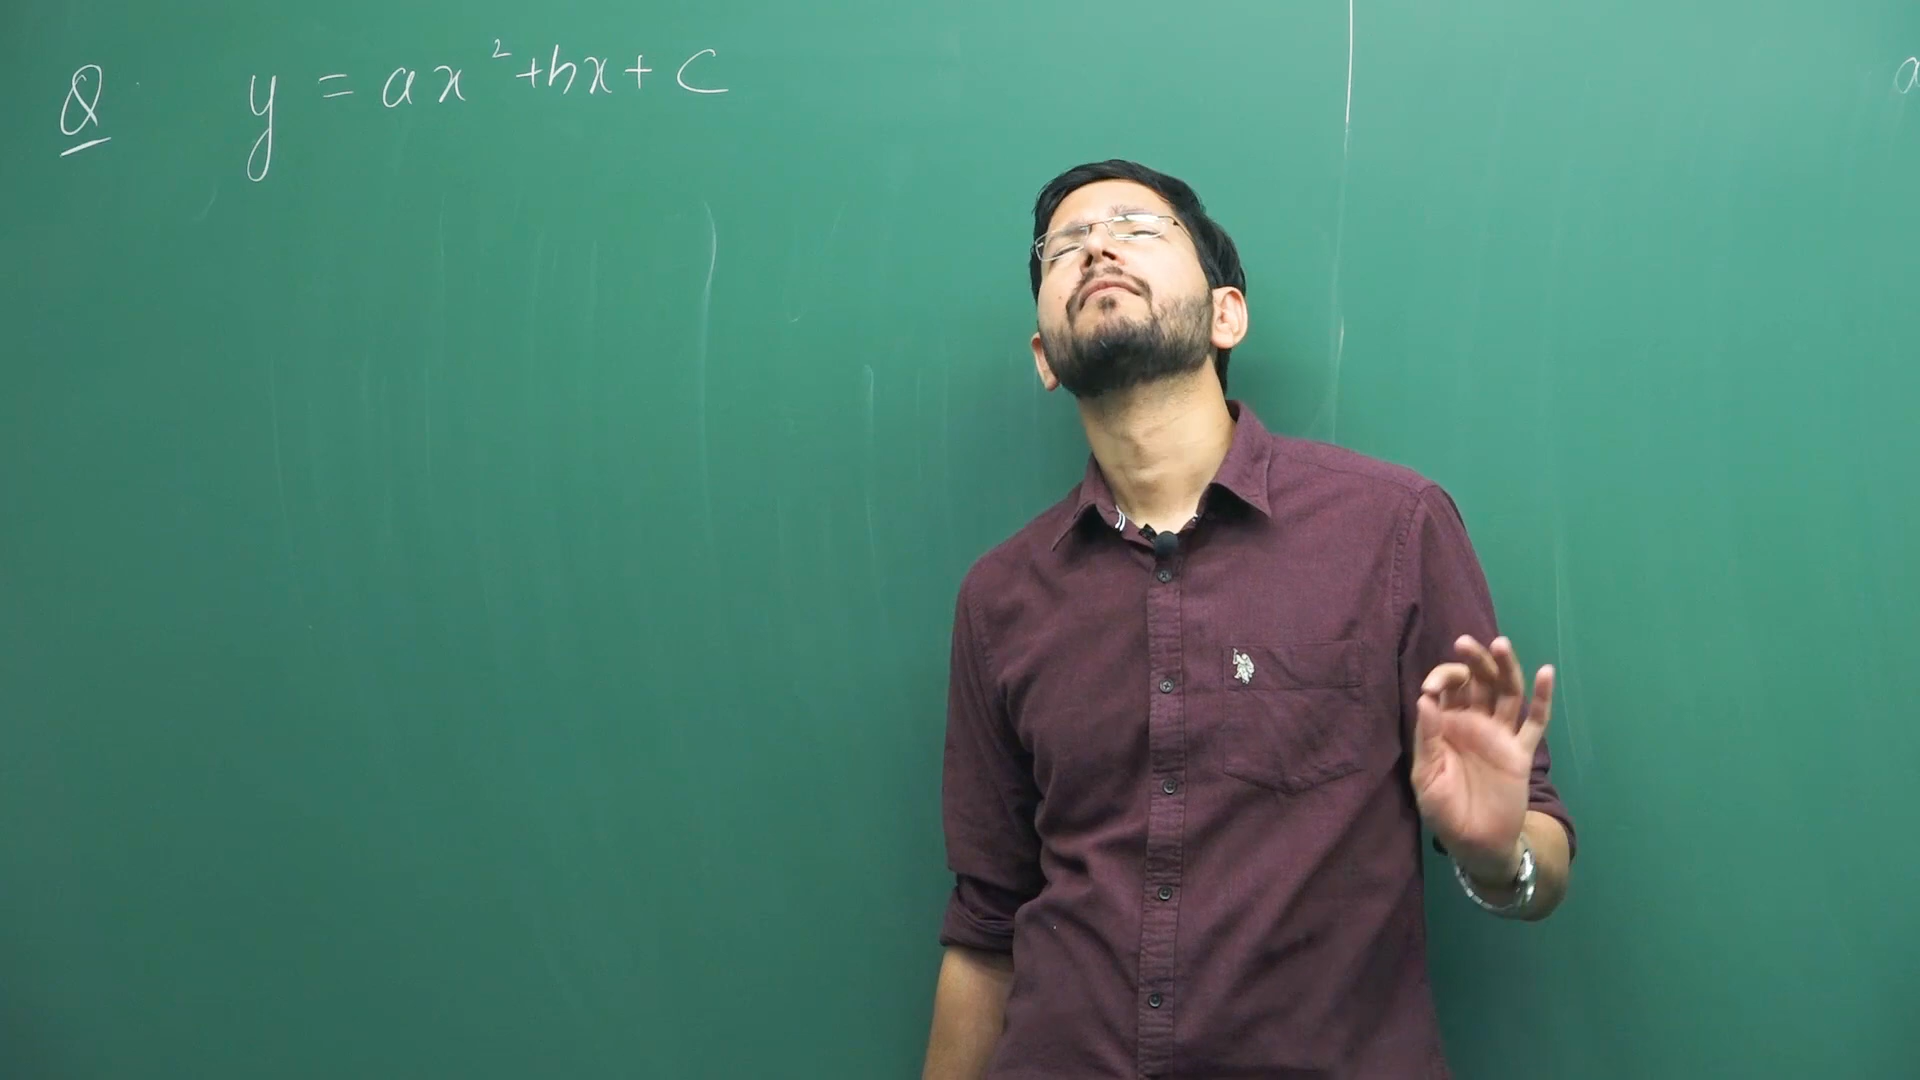 Q y = ax² + bx + c
a